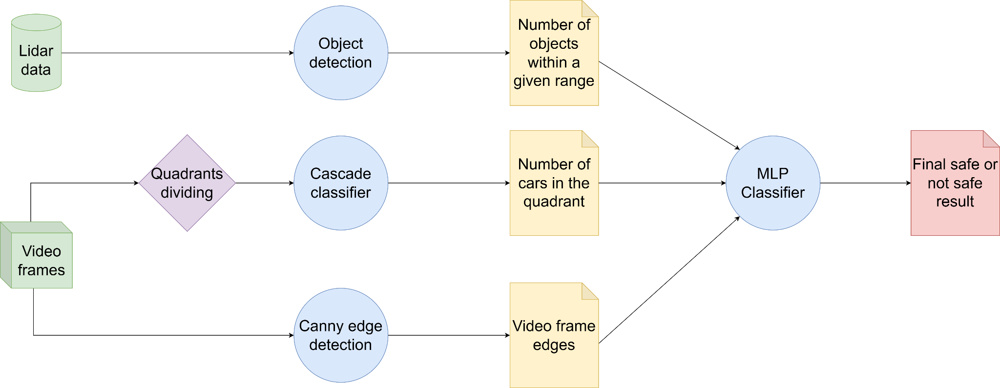 Lidar
data
Object
detection
Number of
objects
within a
given range
Quadrants
dividing
Cascade
classifier
Number of
cars in the
quadrant
MLP
Classifier
Final safe or
not safe
result
Video
frames
Canny edge
detection
Video frame
edges